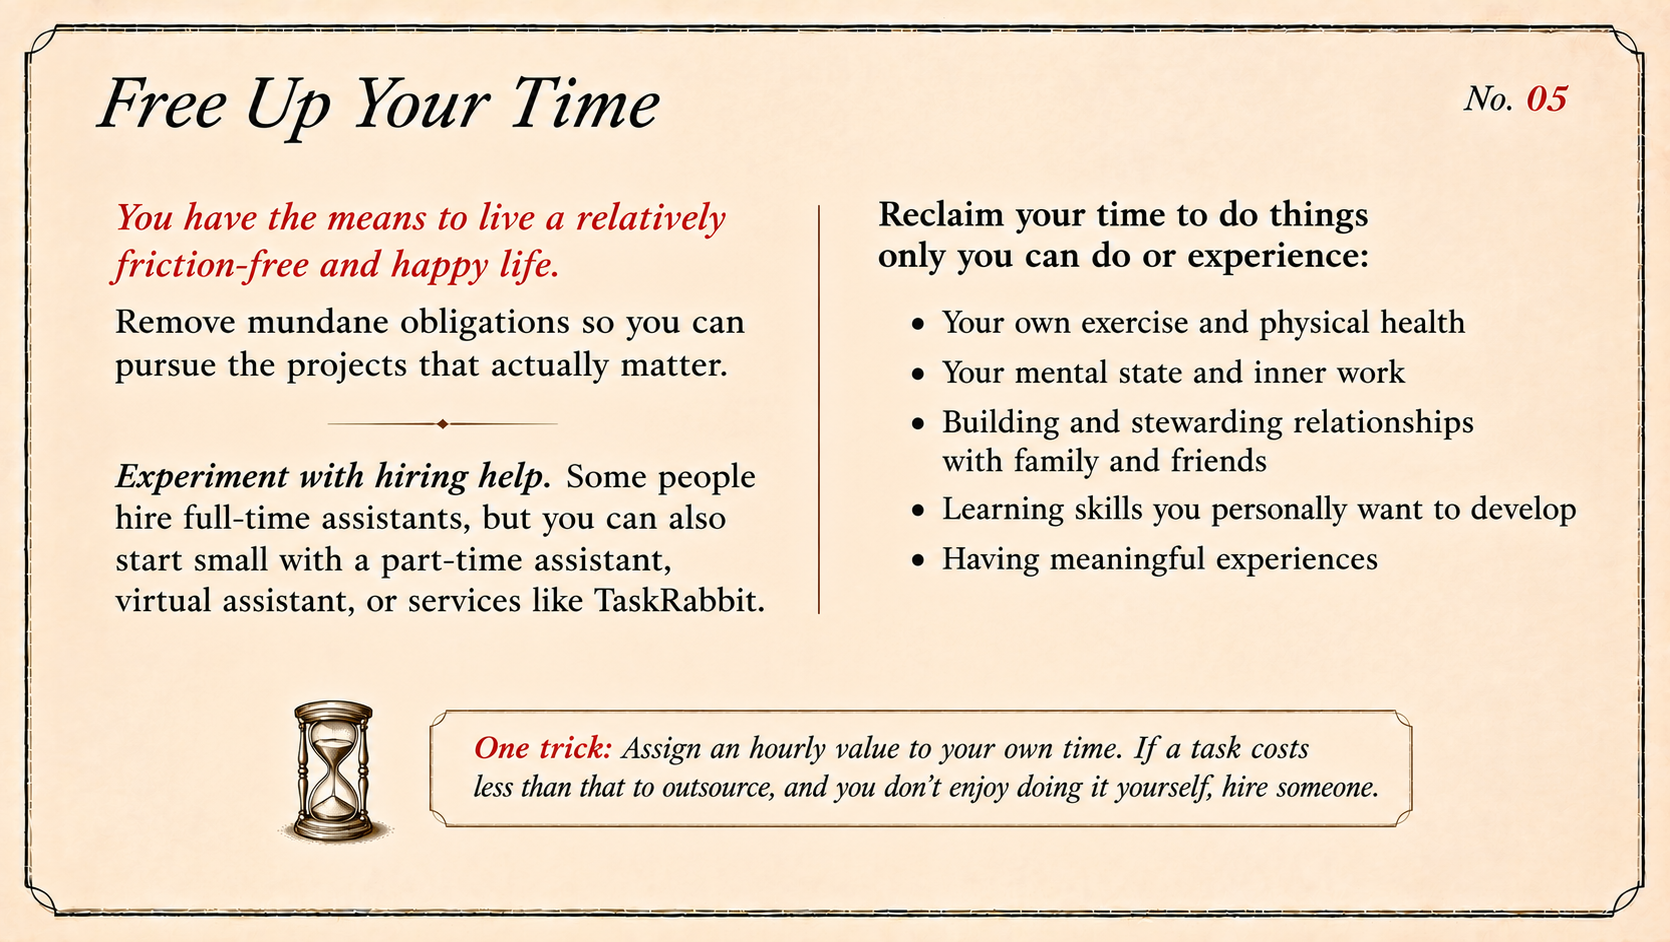 Free Up Your Time
No. 05
You have the means to live a relatively
friction-free and happy life.
Remove mundane obligations so you can
pursue the projects that actually matter.
Experiment with hiring help. Some people
hire full-time assistants, but you can also
start small with a part-time assistant,
virtual assistant, or services like TaskRabbit.
Reclaim your time to do things
only you can do or experience:
• Your own exercise and physical health
• Your mental state and inner work
• Building and stewarding relationships
with family and friends
• Learning skills you personally want to develop
• Having meaningful experiences
One trick: Assign an hourly value to your own time. If a task costs
less than that to outsource, and you don’t enjoy doing it yourself, hire someone.